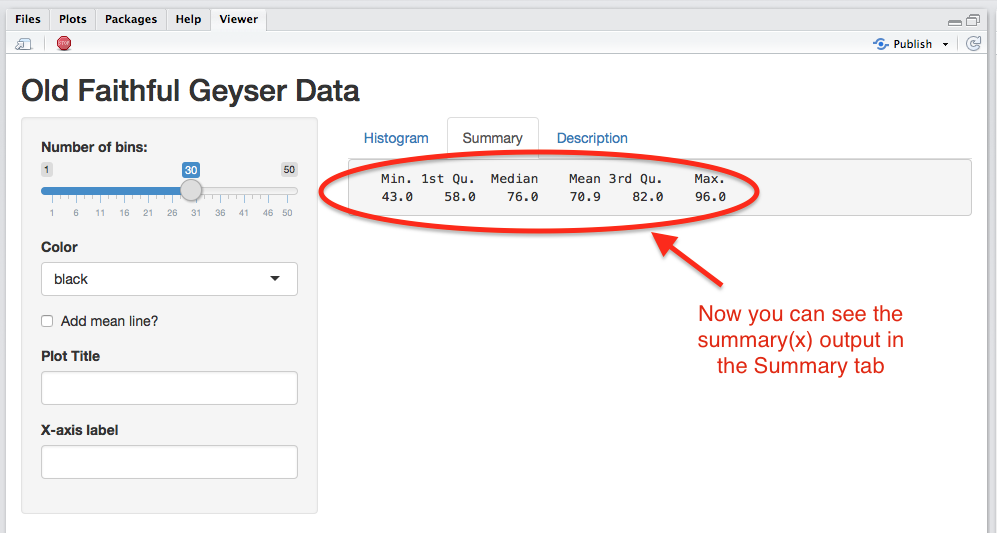 Files Plots Packages Help Viewer
STOP Publish
Old Faithful Geyser Data
Number of bins:
1 30 50
1 6 11 16 21 26 31 36 41 46 50
Color
black
Add mean line?
Plot Title
X-axis label
Histogram Summary Description
Min. 1st Qu. Median Mean 3rd Qu. Max.
43.0 58.0 76.0 70.9 82.0 96.0
Now you can see the
summary(x) output in
the Summary tab